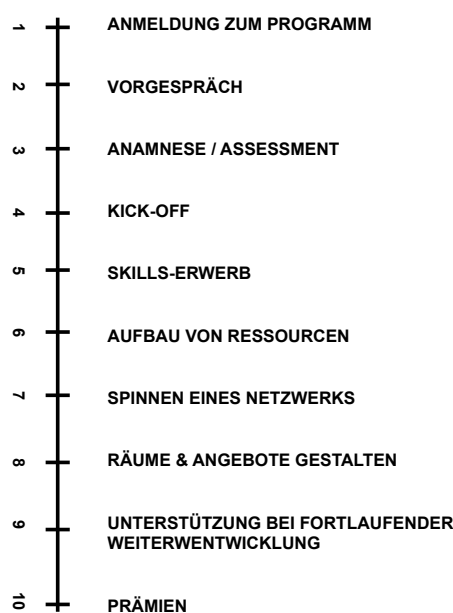 1 ANMELDUNG ZUM PROGRAMM
2 VORGESPRÄCH
3 ANAMNESE / ASSESSMENT
4 KICK-OFF
5 SKILLS-ERWERB
6 AUFBAU VON RESSOURCEN
7 SPINNEN EINES NETZWERKS
8 RÄUME & ANGEBOTE GESTALTEN
9 UNTERSTÜTZUNG BEI FORTLAUFENDER
WEITERWENTWICKLUNG
10 PRÄMIEN